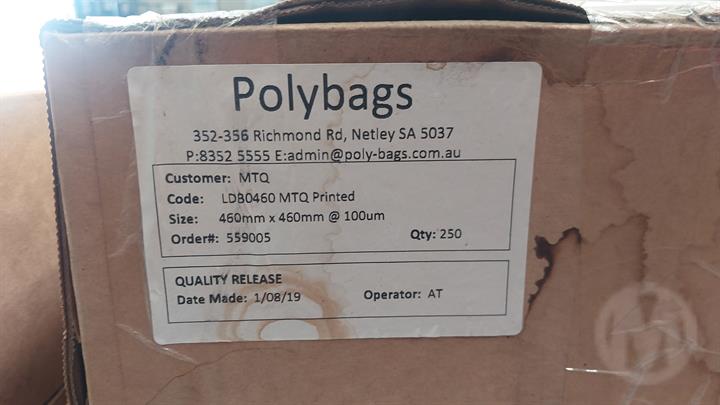 Polybags
352-356 Richmond Rd, Netley SA 5037
P:8352 5555 E:admin@poly-bags.com.au
Customer: MTQ
Code: LDB0460 MTQ Printed
Size: 460mm x 460mm @ 100um
Order#: 559005 Qty: 250
QUALITY RELEASE
Date Made: 1/08/19 Operator: AT
M